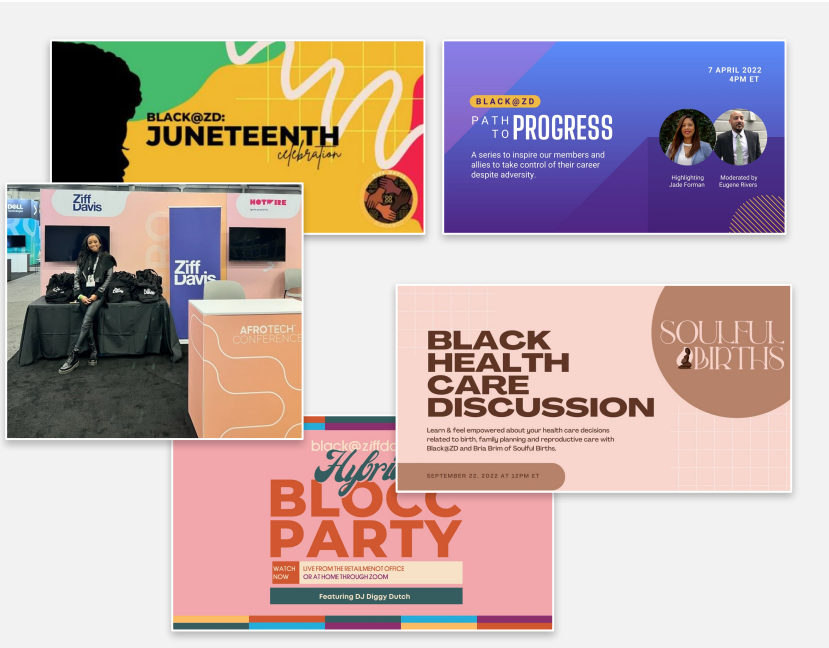 BLACK@ZD:
JUNETEENTH
celebration
7 APRIL 2022
4PM ET
BLACK@ZD
PATH
TO PROGRESS
A series to inspire our members and
allies to take control of their career
despite adversity.
Highlighting
Jade Forman
Moderated by
Eugene Rivers
DELL
Ziff
Davis
HOTWIRE
Ziff
Davis
AFROTECH
CONFERENCE
BLACK
HEALTH
CARE
DISCUSSION
SOULFUL
BIRTHS
Learn & feel empowered about your health care decisions
related to birth, family planning and reproductive care with
Black@ZD and Bria Brim of Soulful Births.
SEPTEMBER 22, 2022 AT 12PM ET
black@ziffd
Hybri
BLOCC
PARTY
WATCH
NOW
LIVE FROM THE RETAILMENOT OFFICE
OR AT HOME THROUGH ZOOM
Featuring DJ Diggy Dutch